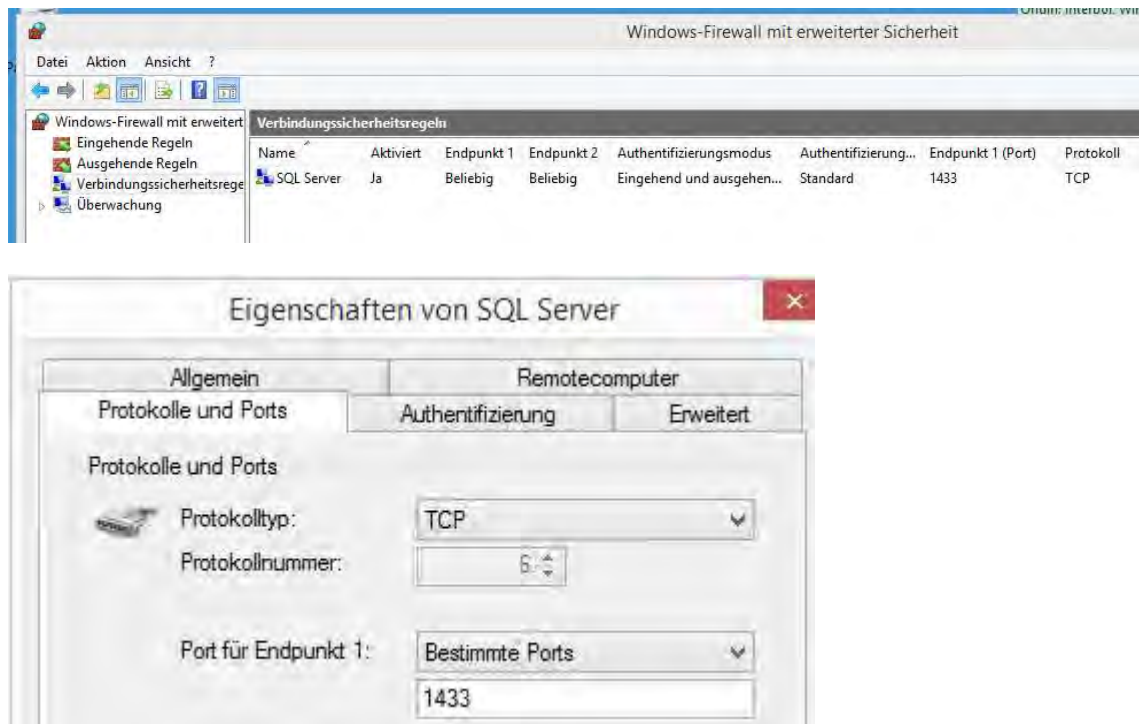 Windows-Firewall mit erweiterter Sicherheit
Datei Aktion Ansicht ?
Windows-Firewall mit erweitert
Eingehende Regeln
Ausgehende Regeln
Verbindungssicherheitsrege
Überwachung
Verbindungssicherheitsregeln
Name Aktiviert Endpunkt 1 Endpunkt 2 Authentifizierungsmodus Authentifizierung... Endpunkt 1 (Port) Protokoll
SQL Server Ja Beliebig Beliebig Eingehend und ausgehen... Standard 1433 TCP
Eigenschaften von SQL Server
Allgemein Remotecomputer
Protokolle und Ports Authentifizierung Erweitert
Protokolle und Ports
Protokolltyp: TCP
Protokollnummer: 6
Port für Endpunkt 1: Bestimmte Ports
1433